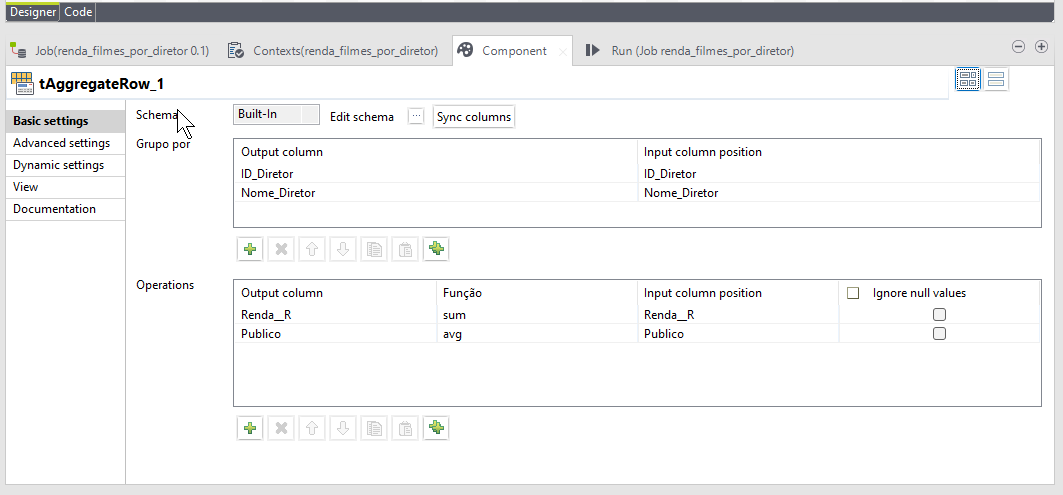 Designer Code
Job(renda_filmes_por_diretor 0.1) Contexts(renda_filmes_por_diretor) Component Run (Job renda_filmes_por_diretor)
tAggregateRow_1
Basic settings
Advanced settings
Dynamic settings
View
Documentation
Schema Built-In Edit schema ... Sync columns
Grupo por
Output column Input column position
ID_Diretor ID_Diretor
Nome_Diretor Nome_Diretor
Operations
Output column Função Input column position Ignore null values
Renda__R sum Renda__R
Publico avg Publico